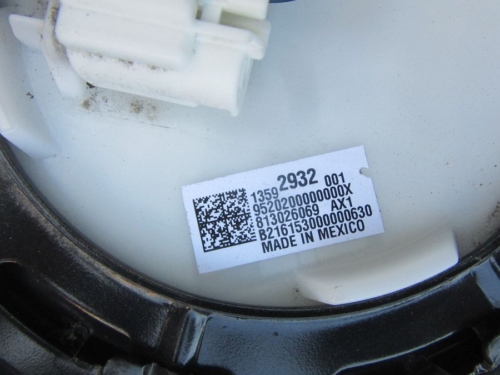 1359 2932 001
9520200000000X
813026069 AX1
B216153000000630
MADE IN MEXICO